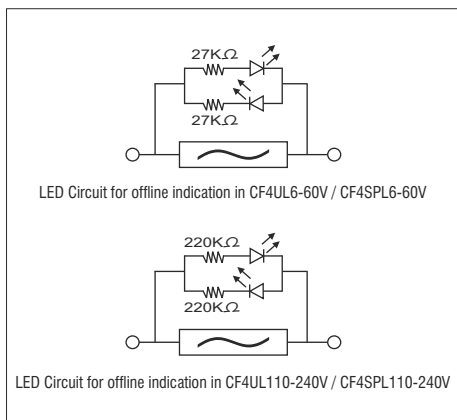 27KΩ
27KΩ
LED Circuit for offline indication in CF4UL6-60V / CF4SPL6-60V
220KΩ
220KΩ
LED Circuit for offline indication in CF4UL110-240V / CF4SPL110-240V